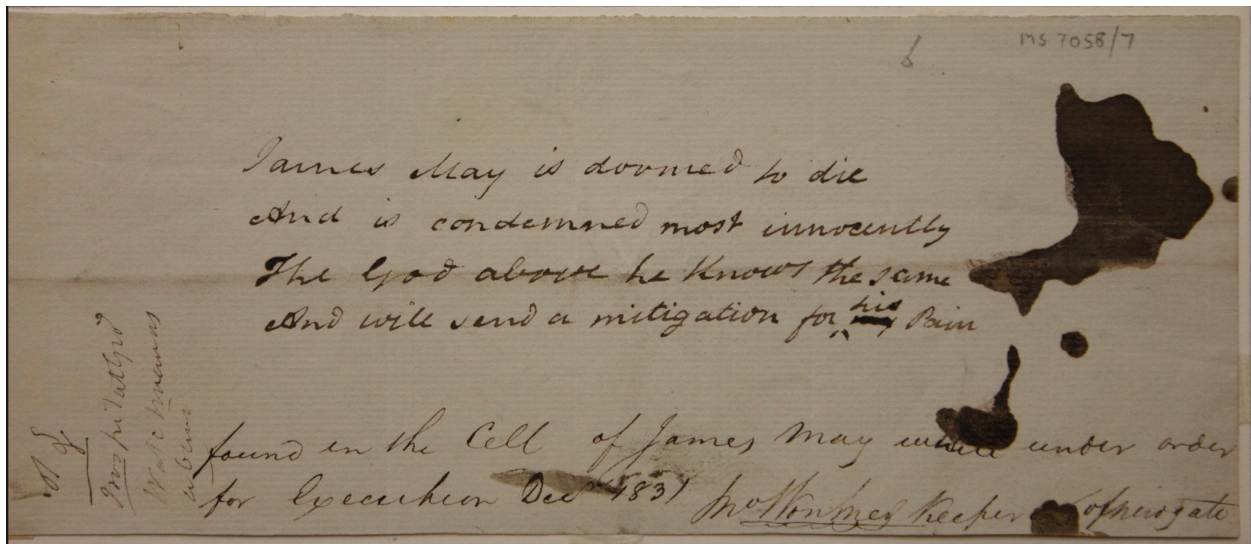 MS 7058/7
6
James May is doomed to die
And is condemned most innocently
The God above he Knows the same
And will send a mitigation for his Pain
found in the Cell of James May while under order
for Execution Decr 1831 Keeper of Newgate